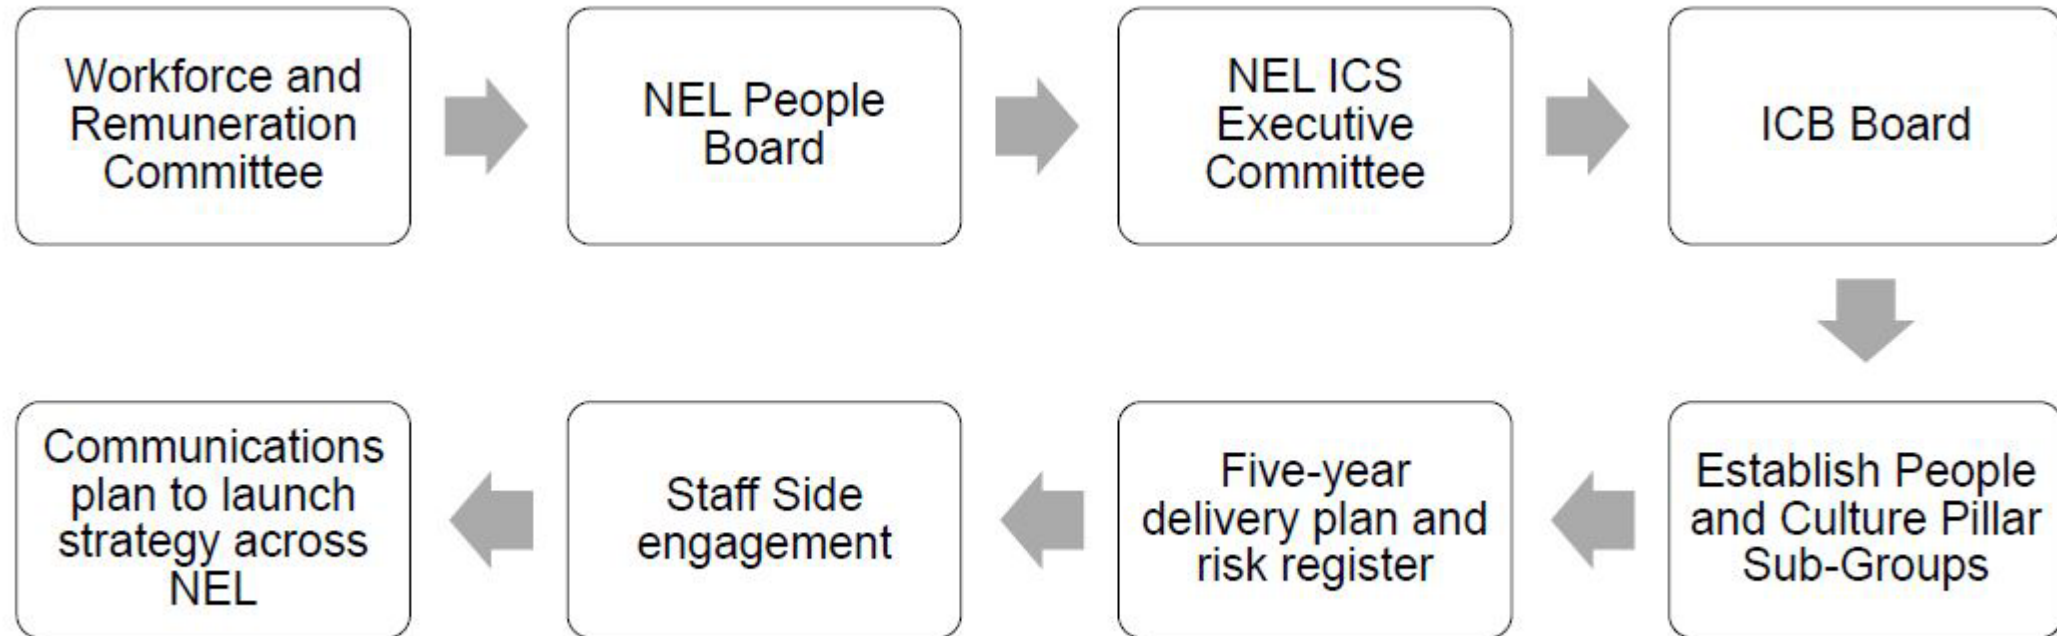 Workforce and
Remuneration
Committee
NEL People
Board
NEL ICS
Executive
Committee
ICB Board
Establish People
and Culture Pillar
Sub-Groups
Five-year
delivery plan and
risk register
Staff Side
engagement
Communications
plan to launch
strategy across
NEL